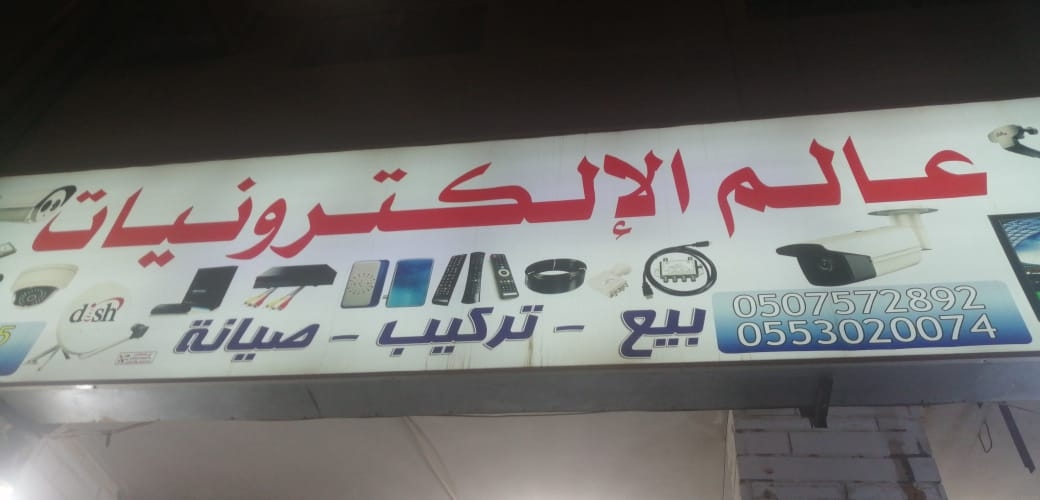 عالم الإلكترونيات
بيع - تركيب - صيانة
0507572892
0553020074
dish